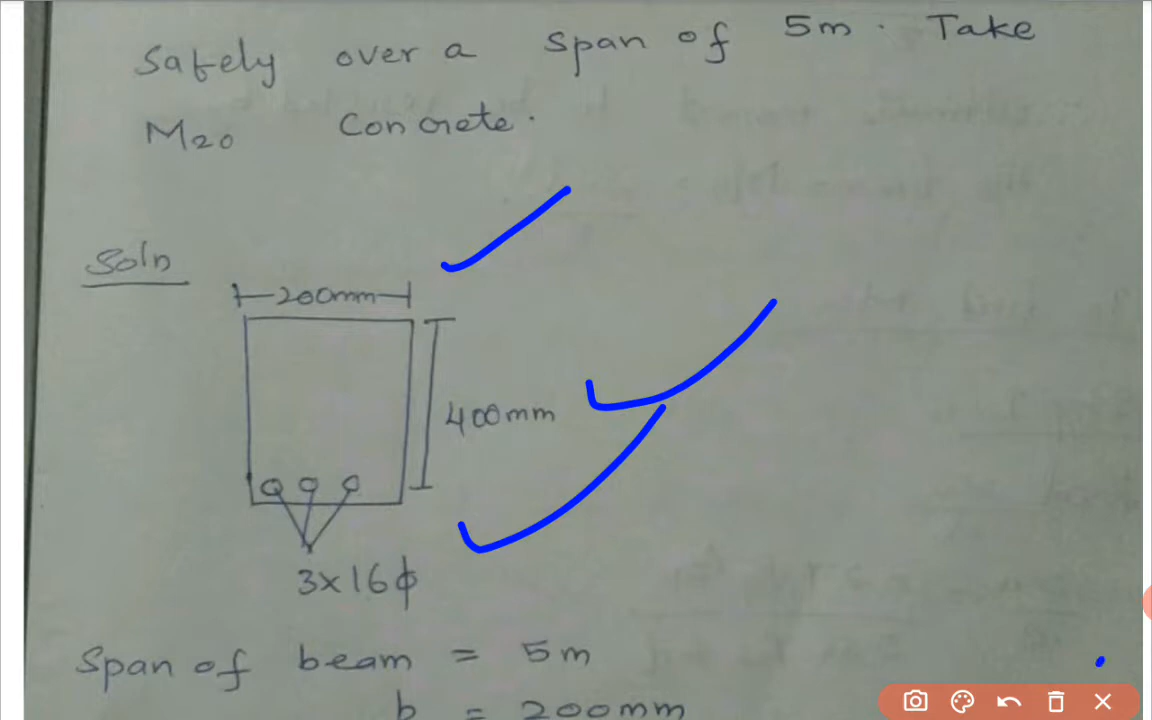 Safely over a span of 5m. Take
M20 Concrete.
Soln
200mm
400mm
3x16ϕ
Span of beam = 5m
b = 200mm